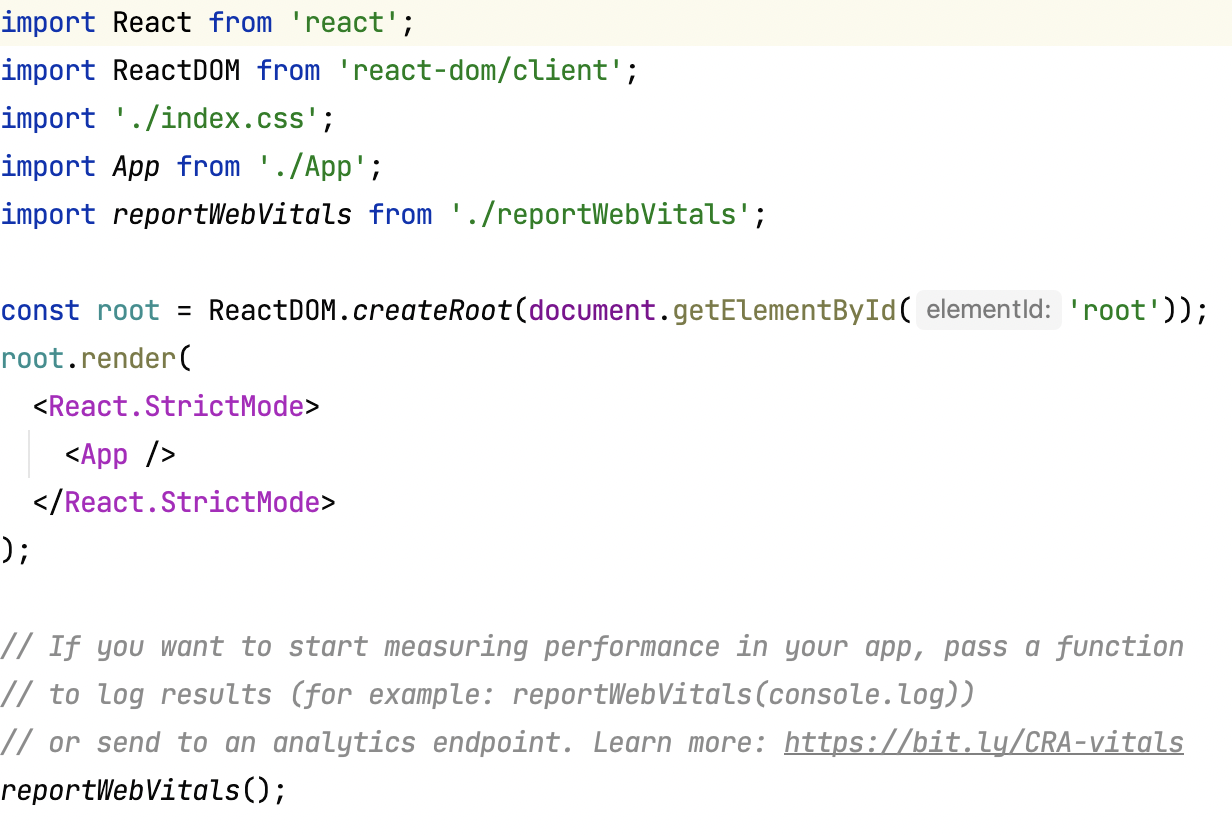 import React from 'react';
import ReactDOM from 'react-dom/client';
import './index.css';
import App from './App';
import reportWebVitals from './reportWebVitals';
const root = ReactDOM.createRoot(document.getElementById( elementId: 'root'));
root.render(
  <React.StrictMode>
    <App />
  </React.StrictMode>
);
// If you want to start measuring performance in your app, pass a function
// to log results (for example: reportWebVitals(console.log))
// or send to an analytics endpoint. Learn more: https://bit.ly/CRA-vitals
reportWebVitals();